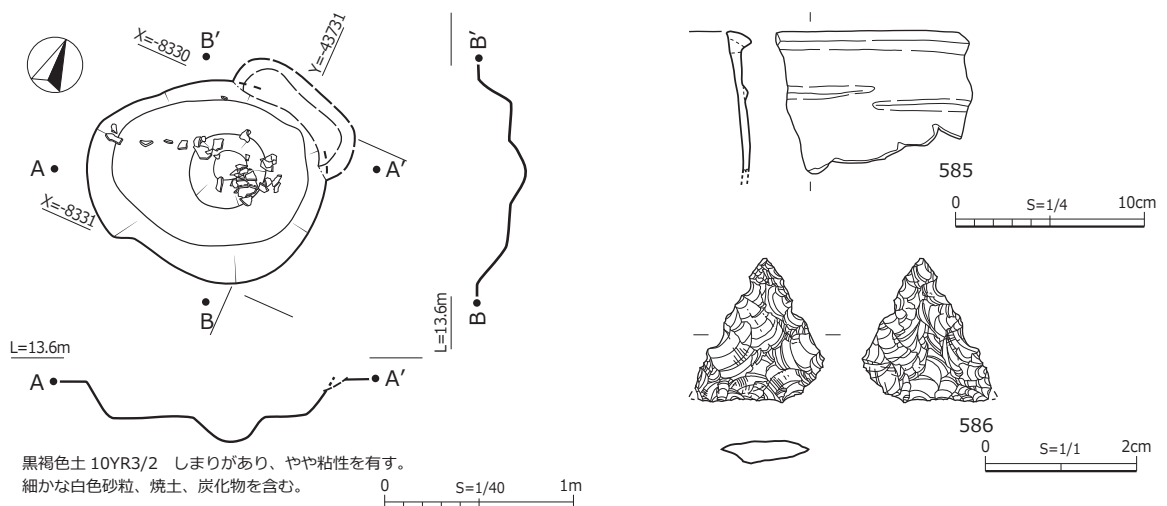 X=-8330
B′
Y=-43731
A
A′
X=-8331
B
B′
B
L=13.6m
L=13.6m
A
A′
黒褐色土 10YR3/2　しまりがあり、やや粘性を有す。
細かな白色砂粒、焼土、炭化物を含む。
0 S=1/40 1m
585
0 S=1/4 10cm
586
0 S=1/1 2cm